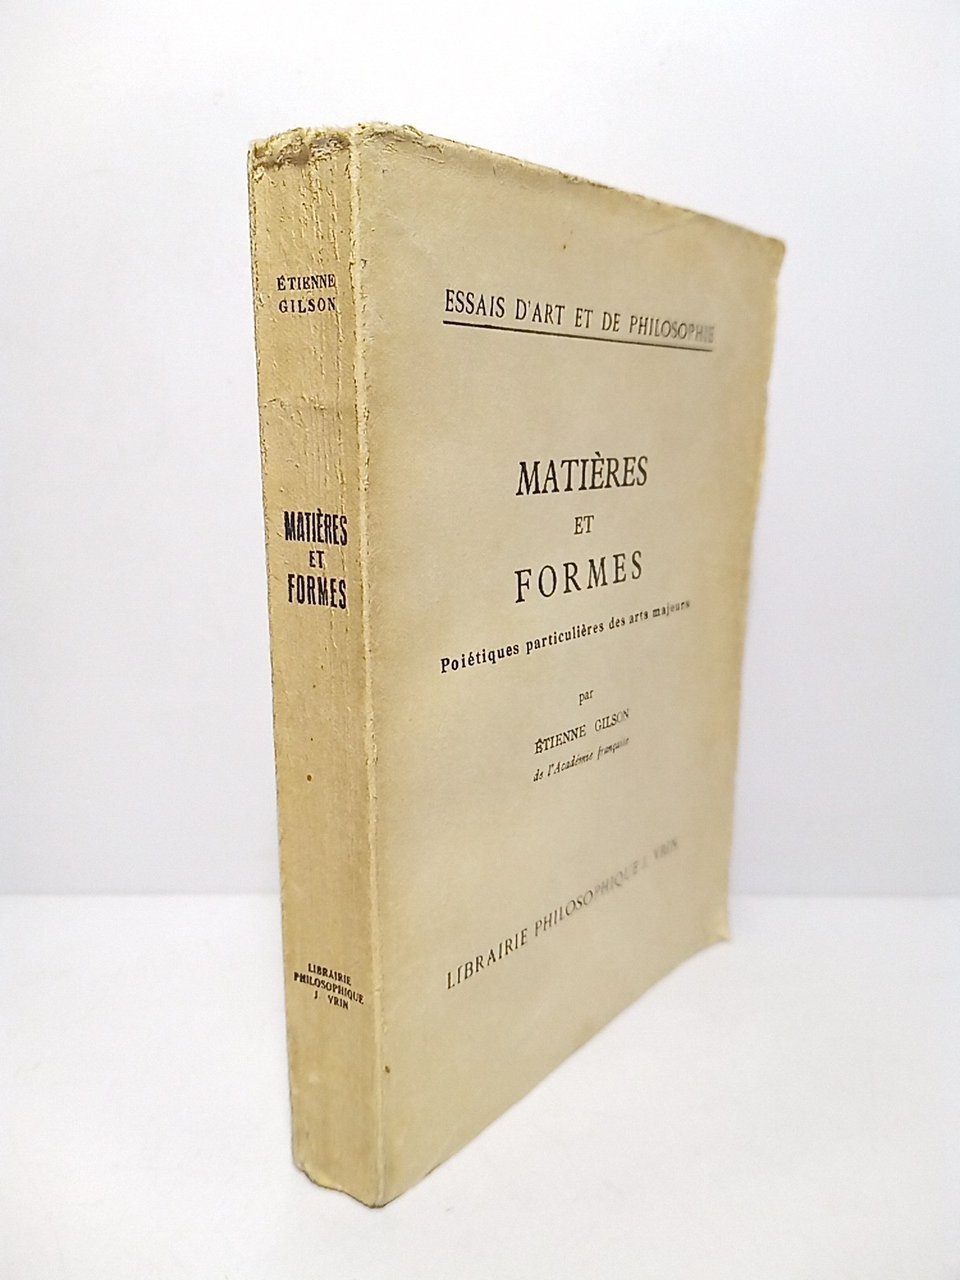 ÉTIENNE
GILSON
MATIÈRES
ET
FORMES
LIBRAIRIE
PHILOSOPHIQUE
J VRIN
ESSAIS D'ART ET DE PHILOSOPHIE
MATIÈRES
ET
FORMES
Poiétiques particulières des arts majeurs
par
ÉTIENNE GILSON
de l'Académie française
LIBRAIRIE PHILOSOPHIQUE J. VRIN